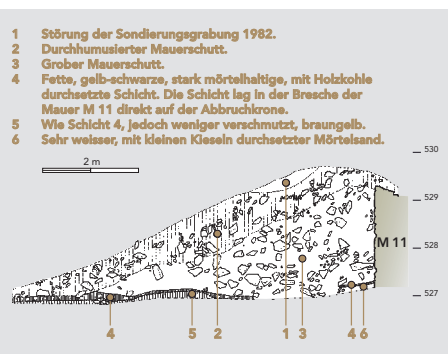 1 Störung der Sondierungsgrabung 1982.
2 Durchhumusierter Mauerschutt.
3 Grober Mauerschutt.
4 Fette, gelb-schwarze, stark mörtelhaltige, mit Holzkohle
durchsetzte Schicht. Die Schicht lag in der Bresche der
Mauer M 11 direkt auf der Abbruchkrone.
5 Wie Schicht 4, jedoch weniger verschmutzt, braungelb.
6 Sehr weisser, mit kleinen Kieseln durchsetzter Mörtelsand.
2 m
530
529
M 11
528
527
4 5 2 1 3 4 6